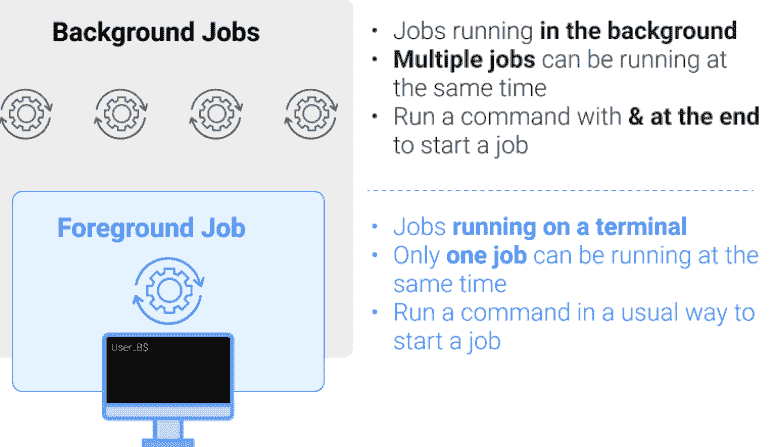 Background Jobs
• Jobs running in the background
• Multiple jobs can be running at
the same time
• Run a command with & at the end
to start a job
Foreground Job
User_B$
• Jobs running on a terminal
• Only one job can be running at the
same time
• Run a command in a usual way to
start a job